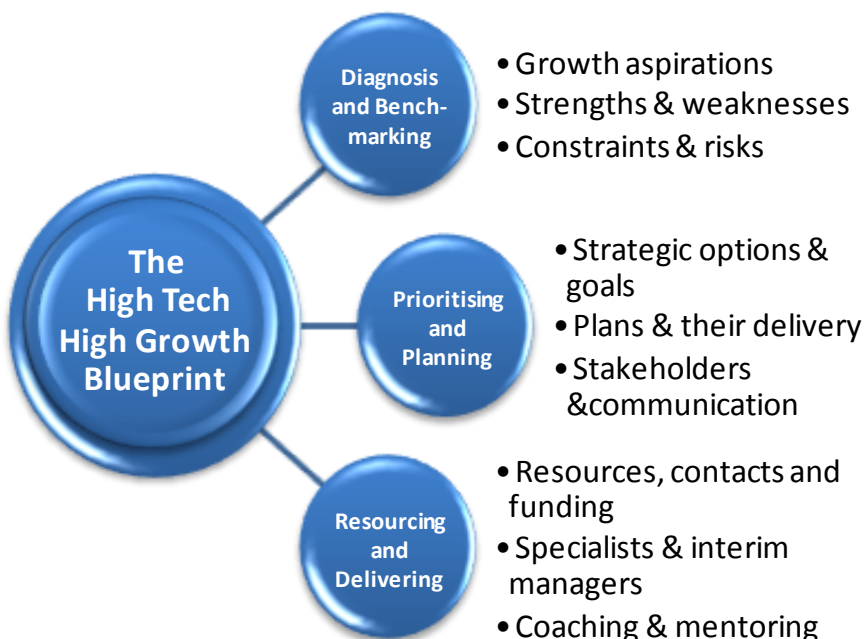 The
High Tech
High Growth
Blueprint
Diagnosis
and Bench-
marking
• Growth aspirations
• Strengths & weaknesses
• Constraints & risks
Prioritising
and
Planning
• Strategic options &
goals
• Plans & their delivery
• Stakeholders
&communication
Resourcing
and
Delivering
• Resources, contacts and
funding
• Specialists & interim
managers
• Coaching & mentoring